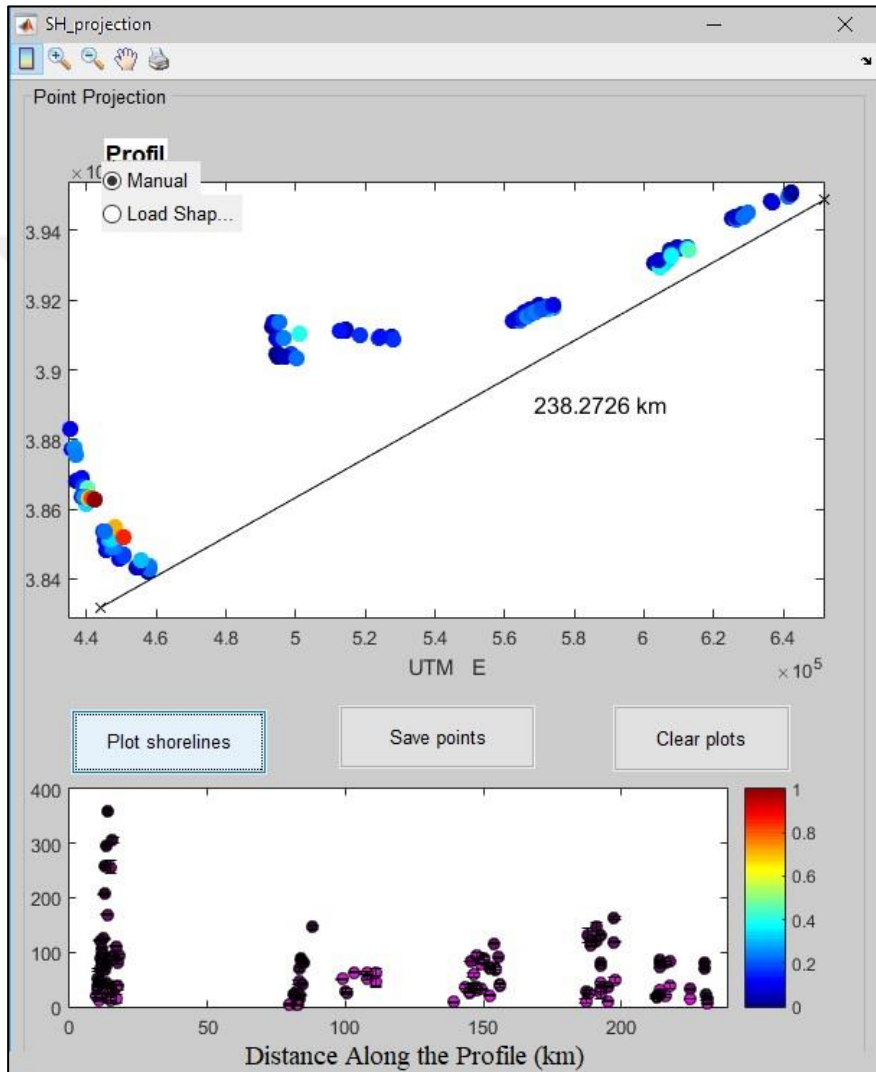 SH_projection
Point Projection
Profil
× 10
Manual
Load Shap...
3.94
3.92
3.9
3.88
3.86
3.84
238.2726 km
4.4 4.6 5 5.2 5.4 5.6 5.8 6 6.2 6.4
UTM E
× 10⁵
Plot shorelines Save points Clear plots
400
300
200
100
0
0 50 100 150 200
1
0.8
0.6
0.4
0.2
0
Distance Along the Profile (km)